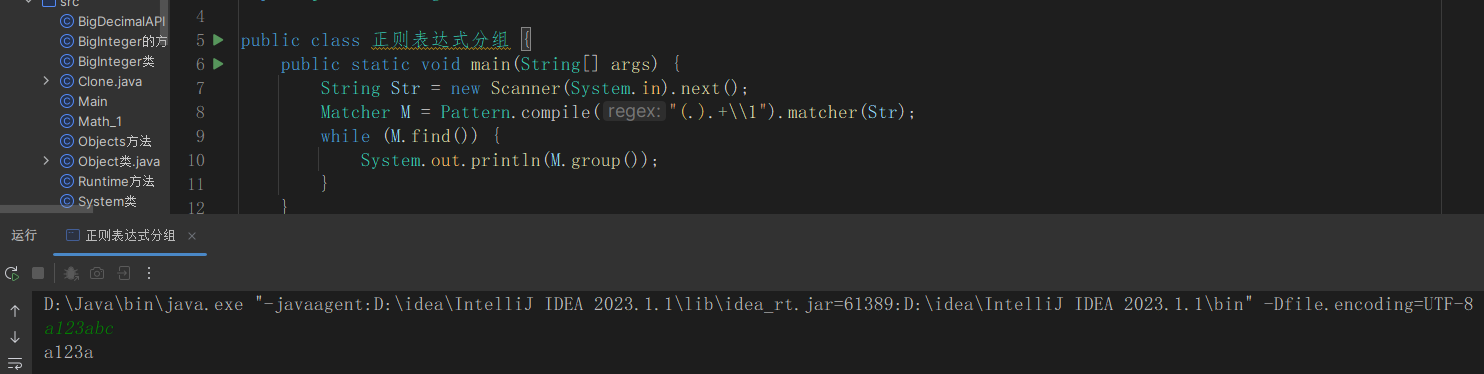 src
BigDecimalAPI
BigInteger的方
BigInteger类
Clone.java
Main
Math_1
Objects方法
Object类.java
Runtime方法
System类
4
5 public class 正则表达式分组 {
6 public static void main(String[] args) {
7 String Str = new Scanner(System.in).next();
8 Matcher M = Pattern.compile( regex: "(.).+\\1").matcher(Str);
9 while (M.find()) {
10 System.out.println(M.group());
11 }
12 }
运行 正则表达式分组 ×
D:\Java\bin\java.exe "-javaagent:D:\idea\IntelliJ IDEA 2023.1.1\lib\idea_rt.jar=61389:D:\idea\IntelliJ IDEA 2023.1.1\bin" -Dfile.encoding=UTF-8
a123abc
a123a